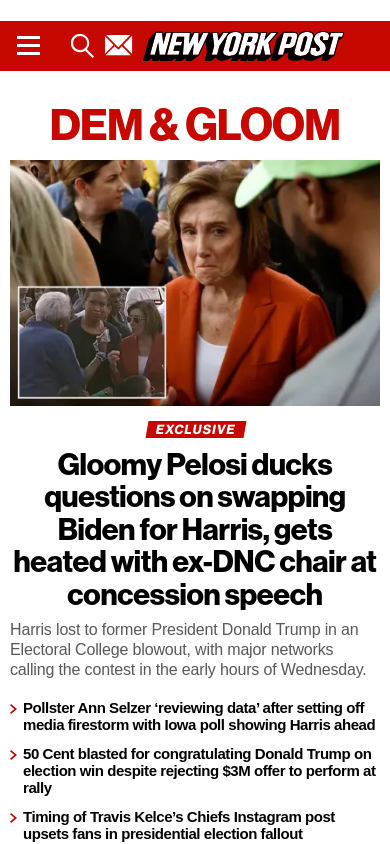 NEW YORK POST
DEM & GLOOM
EXCLUSIVE
Gloomy Pelosi ducks
questions on swapping
Biden for Harris, gets
heated with ex-DNC chair at
concession speech
Harris lost to former President Donald Trump in an
Electoral College blowout, with major networks
calling the contest in the early hours of Wednesday.
Pollster Ann Selzer ‘reviewing data’ after setting off
media firestorm with Iowa poll showing Harris ahead
50 Cent blasted for congratulating Donald Trump on
election win despite rejecting $3M offer to perform at
rally
Timing of Travis Kelce’s Chiefs Instagram post
upsets fans in presidential election fallout